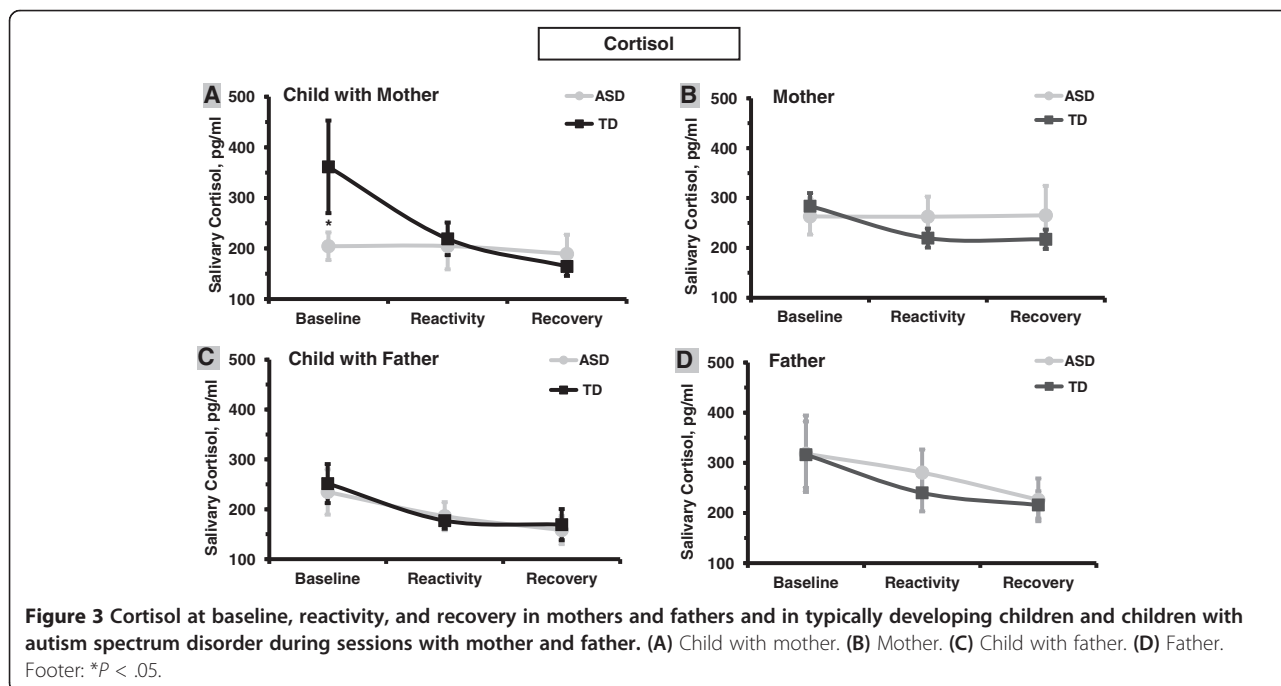 Cortisol
A Child with Mother
ASD
TD
Salivary Cortisol, pg/ml
500
400
300
200
100
*
Baseline Reactivity Recovery
B Mother
ASD
TD
Salivary Cortisol, pg/ml
500
400
300
200
100
Baseline Reactivity Recovery
C Child with Father
ASD
TD
Salivary Cortisol, pg/ml
500
400
300
200
100
Baseline Reactivity Recovery
D Father
ASD
TD
Salivary Cortisol, pg/ml
500
400
300
200
100
Baseline Reactivity Recovery
Figure 3 Cortisol at baseline, reactivity, and recovery in mothers and fathers and in typically developing children and children with
autism spectrum disorder during sessions with mother and father. (A) Child with mother. (B) Mother. (C) Child with father. (D) Father.
Footer: *P < .05.